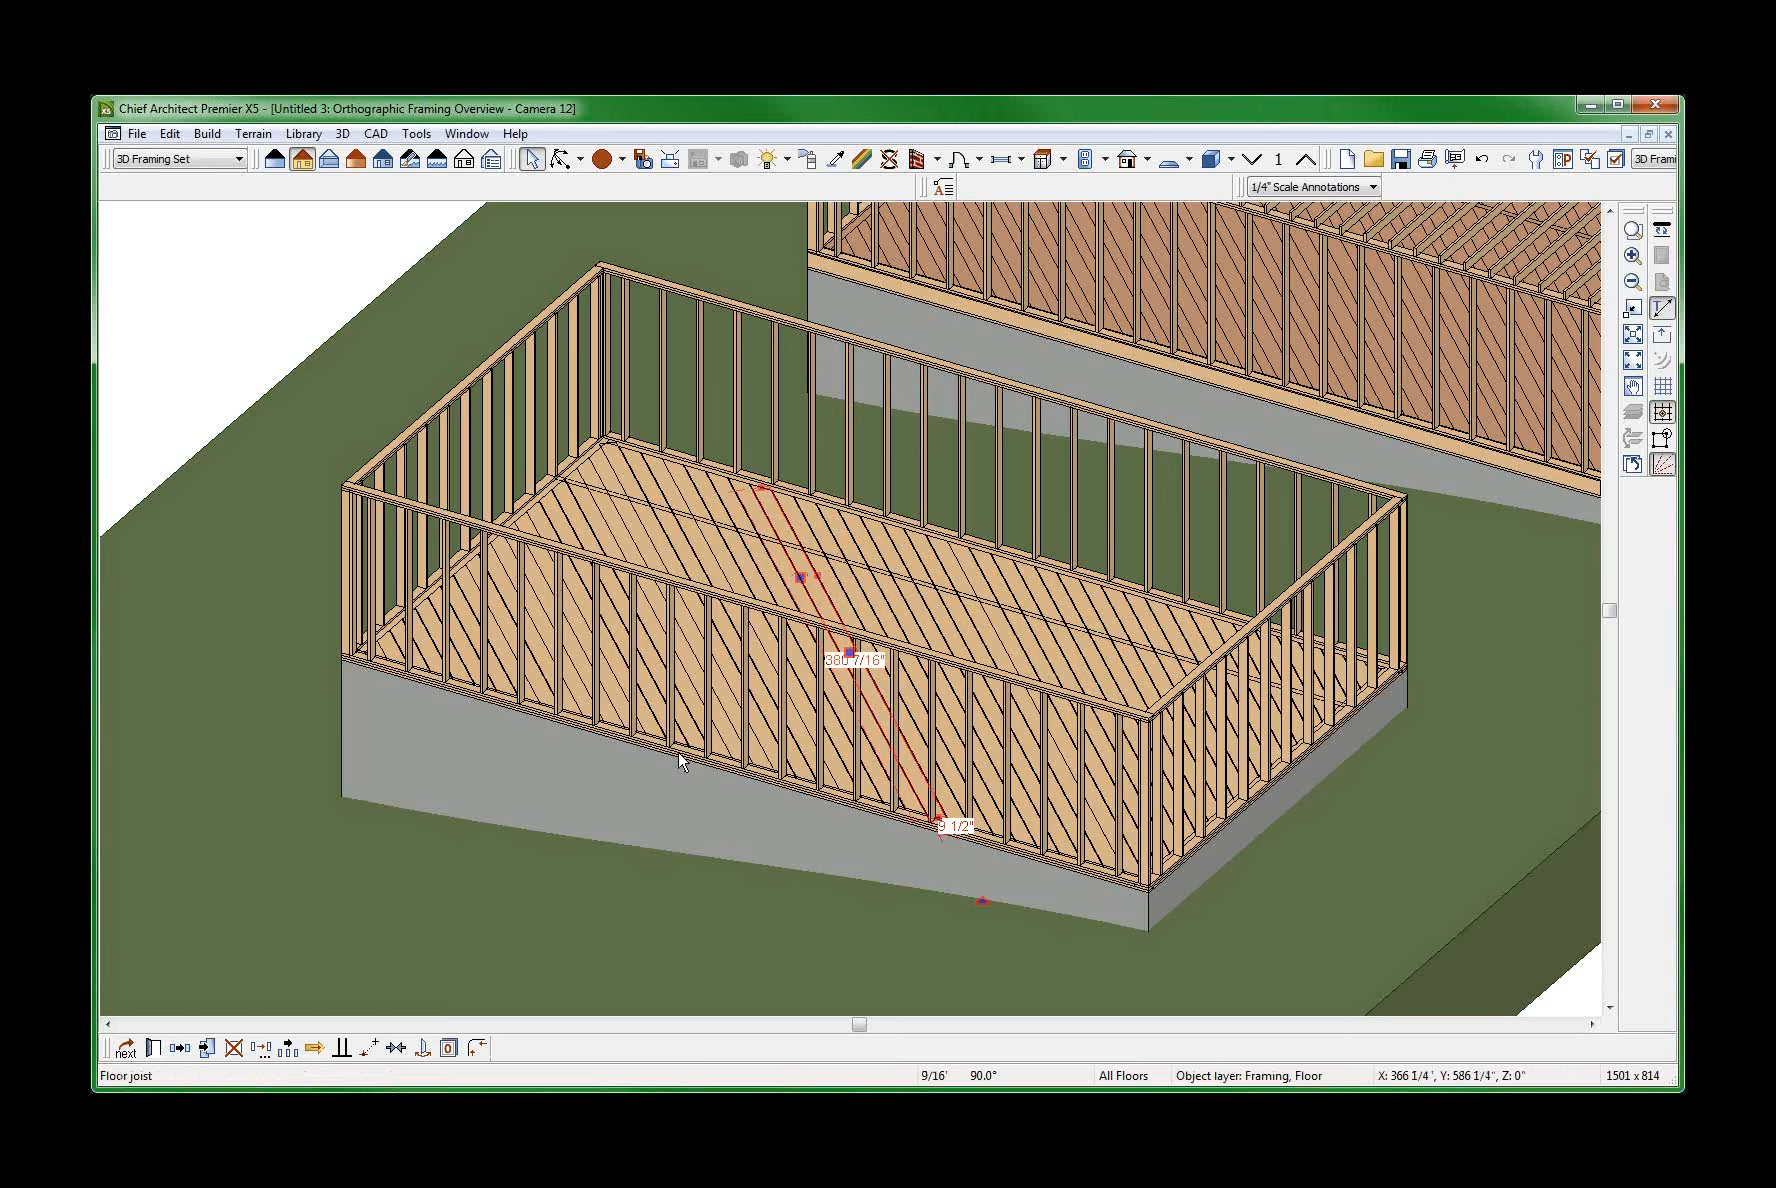 Chief Architect Premier X5 - [Untitled 3: Orthographic Framing Overview - Camera 12]
File Edit Build Terrain Library 3D CAD Tools Window Help
3D Framing Set
1
3D Frami
1/4" Scale Annotations
380 7/16"
9 1/2"
next
Floor joist
9/16'
90.0°
All Floors
Object layer: Framing, Floor
X: 366 1/4", Y: 586 1/4", Z: 0"
1501 x 814